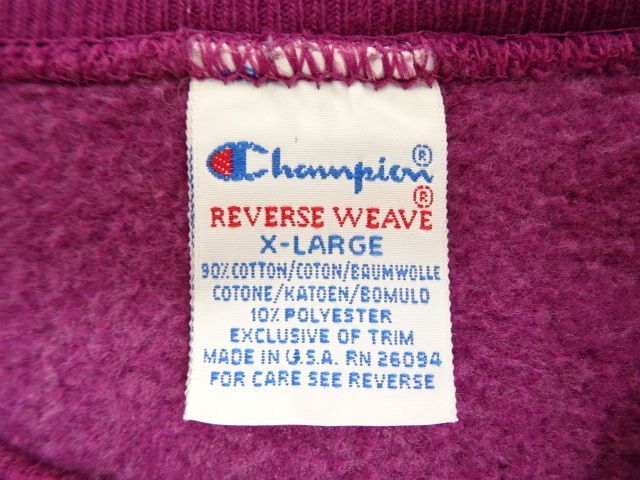 Champion®
REVERSE WEAVE®
X-LARGE
90% COTTON/COTON/BAUMWOLLE
COTONE/KATOEN/BOMULD
10% POLYESTER
EXCLUSIVE OF TRIM
MADE IN U.S.A. RN 26094
FOR CARE SEE REVERSE